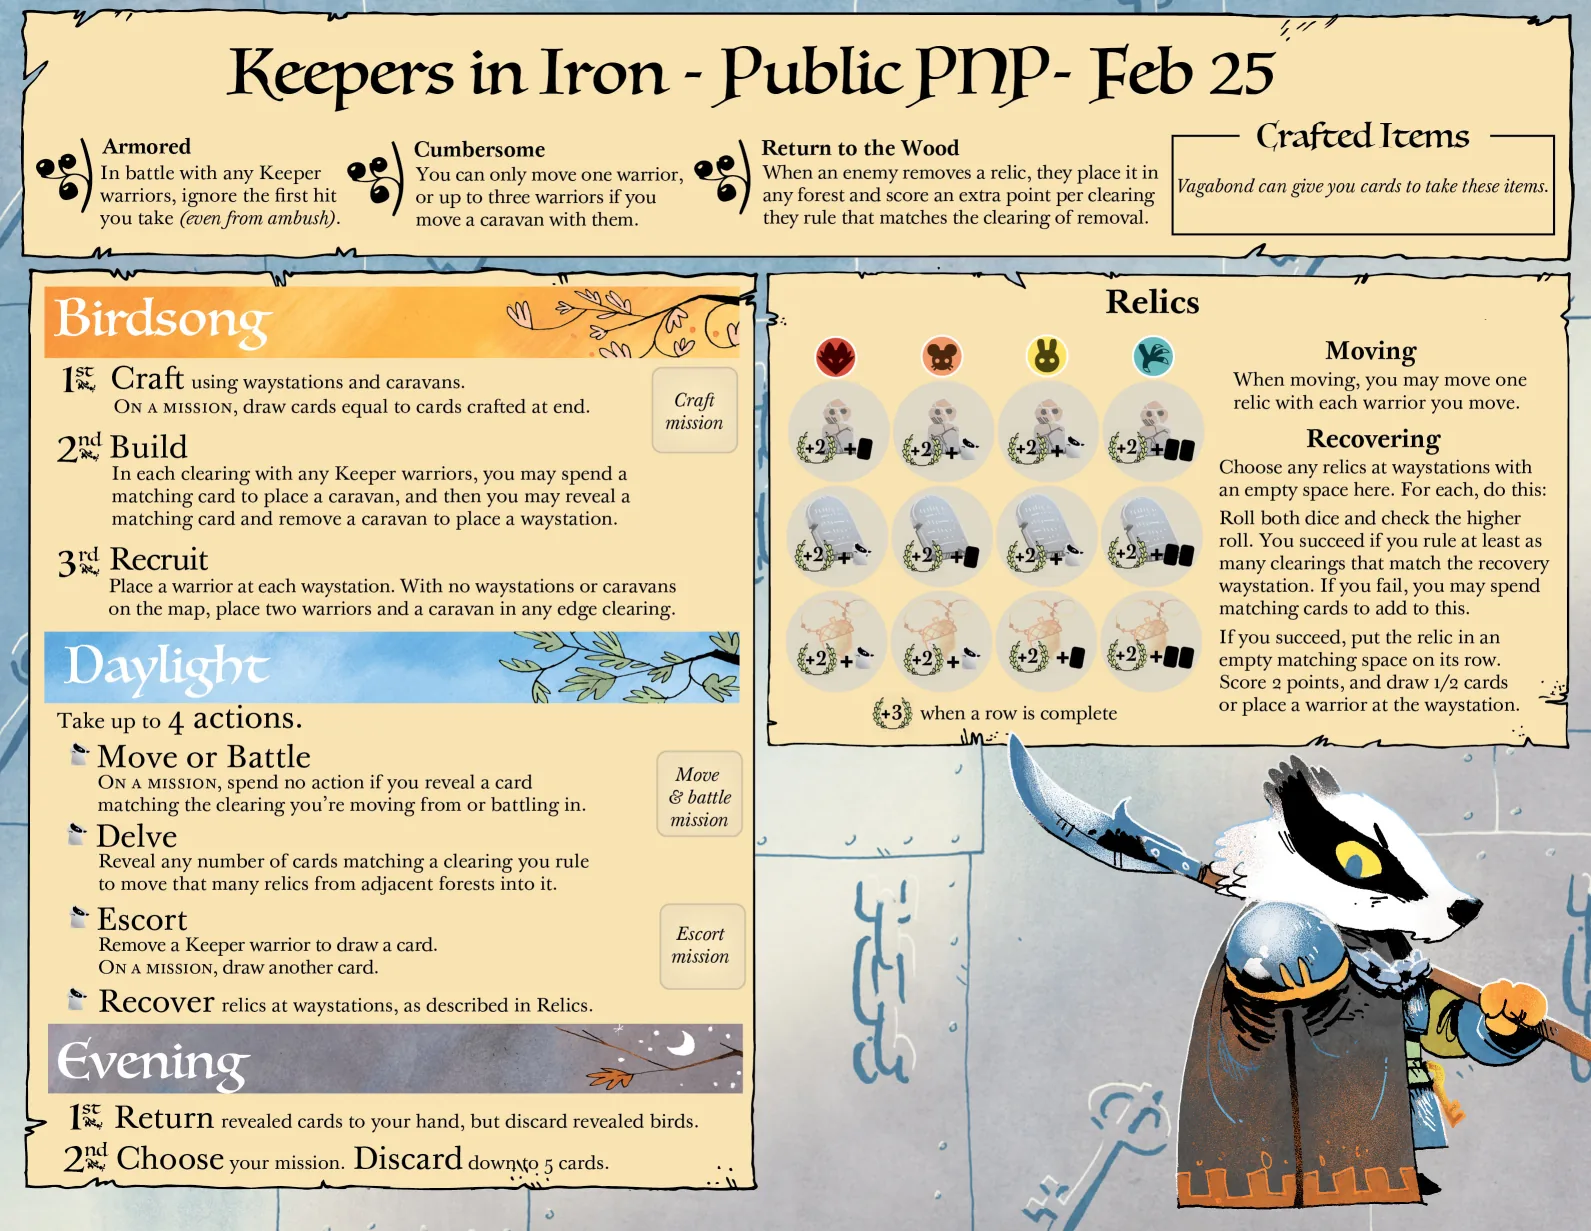 Keepers in Iron - Public PNP- Feb 25
Armored
In battle with any Keeper
warriors, ignore the first hit
you take (even from ambush).
Cumbersome
You can only move one warrior,
or up to three warriors if you
move a caravan with them.
Return to the Wood
When an enemy removes a relic, they place it in
any forest and score an extra point per clearing
they rule that matches the clearing of removal.
Crafted Items
Vagabond can give you cards to take these items.
Birdsong
1st Craft using waystations and caravans.
On a mission, draw cards equal to cards crafted at end.
Craft
mission
2nd Build
In each clearing with any Keeper warriors, you may spend a
matching card to place a caravan, and then you may reveal a
matching card and remove a caravan to place a waystation.
3rd Recruit
Place a warrior at each waystation. With no waystations or caravans
on the map, place two warriors and a caravan in any edge clearing.
Daylight
Take up to 4 actions.
Move or Battle
On a mission, spend no action if you reveal a card
matching the clearing you're moving from or battling in.
Move
& battle
mission
Delve
Reveal any number of cards matching a clearing you rule
to move that many relics from adjacent forests into it.
Escort
Remove a Keeper warrior to draw a card.
On a mission, draw another card.
Escort
mission
Recover relics at waystations, as described in Relics.
Evening
1st Return revealed cards to your hand, but discard revealed birds.
2nd Choose your mission. Discard down to 5 cards.
Relics
+2 + +2 + +2 + +2 +
+2 + +2 + +2 + +2 +
+2 + +2 + +2 + +2 +
+3 when a row is complete
Moving
When moving, you may move one
relic with each warrior you move.
Recovering
Choose any relics at waystations with
an empty space here. For each, do this:
Roll both dice and check the higher
roll. You succeed if you rule at least as
many clearings that match the recovery
waystation. If you fail, you may spend
matching cards to add to this.
If you succeed, put the relic in an
empty matching space on its row.
Score 2 points, and draw 1/2 cards
or place a warrior at the waystation.